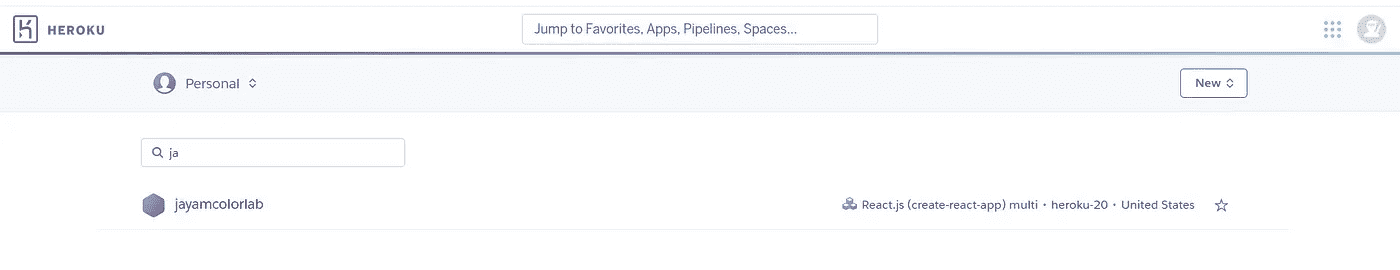 HEROKU
Jump to Favorites, Apps, Pipelines, Spaces...
Personal
New
ja
jayamcolorlab
React.js (create-react-app) multi · heroku-20 · United States